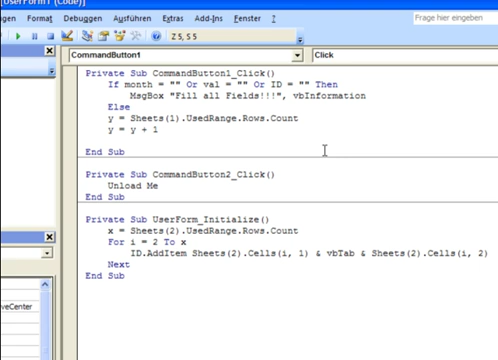 UserForm1 (Code)]
Format Debuggen Ausführen Extras Add-Ins Fenster ?
Frage hier eingeben
Z 5, S 5
CommandButton1 Click
Private Sub CommandButton1_Click()
If month = "" Or val = "" Or ID = "" Then
MsgBox "Fill all Fields!!!", vbInformation
Else
y = Sheets(1).UsedRange.Rows.Count
y = y + 1
End Sub
Private Sub CommandButton2_Click()
Unload Me
End Sub
Private Sub UserForm_Initialize()
x = Sheets(2).UsedRange.Rows.Count
For i = 2 To x
ID.AddItem Sheets(2).Cells(i, 1) & vbTab & Sheets(2).Cells(i, 2)
Next
End Sub
veCenter